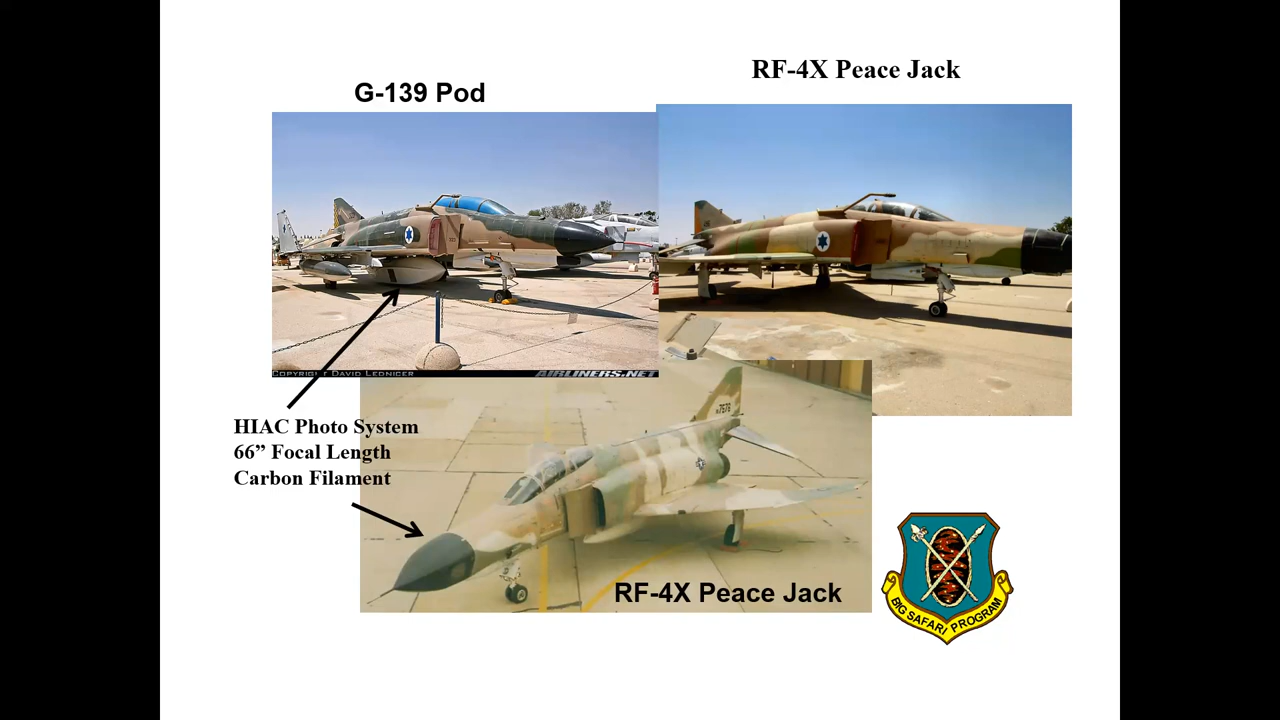 RF-4X Peace Jack
G-139 Pod
COPYRIGHT DAVID LEDNICER
AIRLINERS.NET
HIAC Photo System
66” Focal Length
Carbon Filament
7576
RF-4X Peace Jack
BIG SAFARI PROGRAM